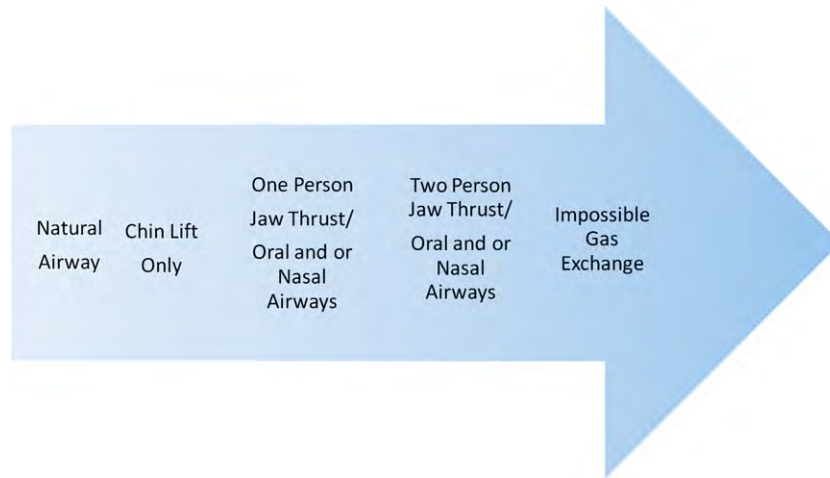 Natural
Airway
Chin Lift
Only
One Person
Jaw Thrust/
Oral and or
Nasal
Airways
Two Person
Jaw Thrust/
Oral and or
Nasal
Airways
Impossible
Gas
Exchange